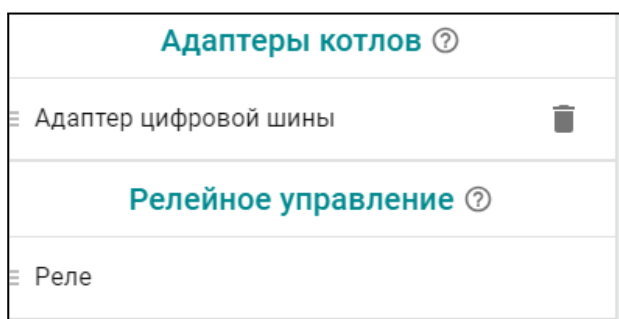 Адаптеры котлов
Адаптер цифровой шины
Релейное управление
Реле